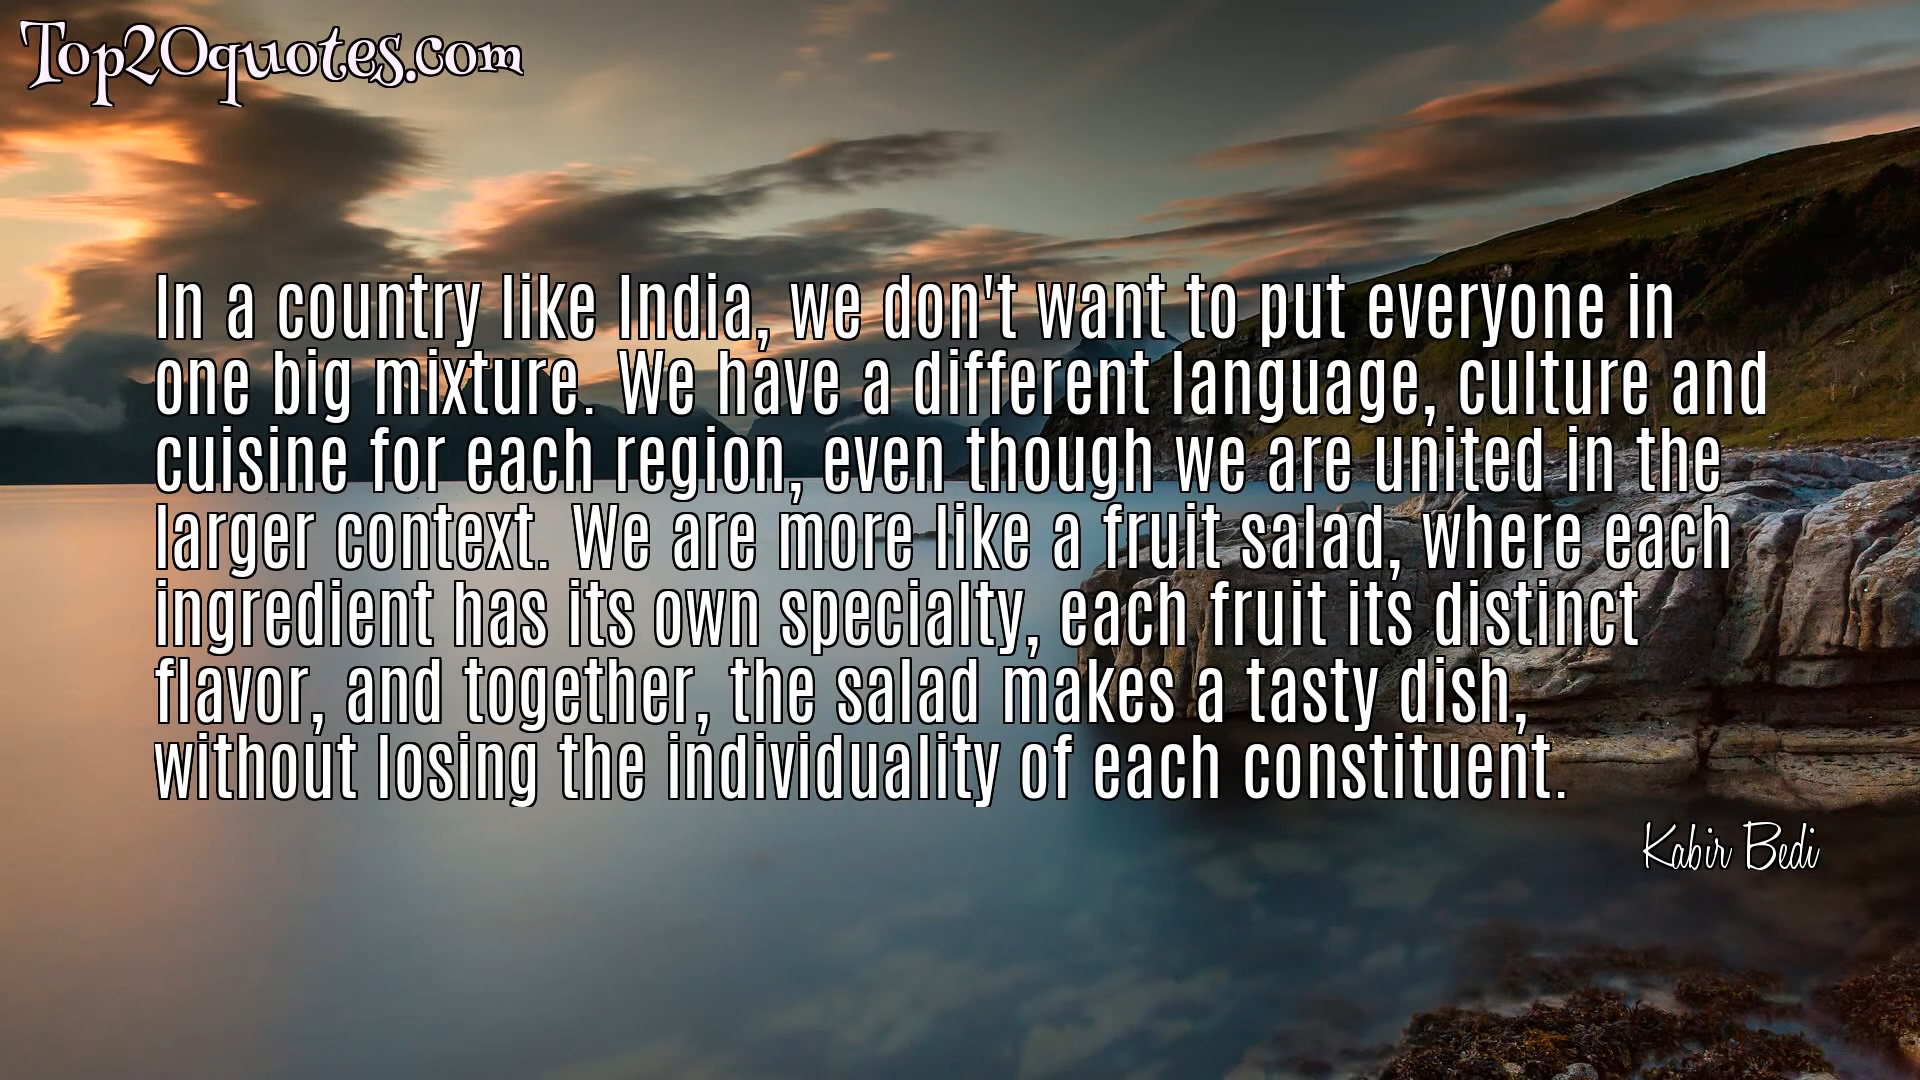 Top20quotes.com
In a country like India, we don't want to put everyone in
one big mixture. We have a different language, culture and
cuisine for each region, even though we are united in the
larger context. We are more like a fruit salad, where each
ingredient has its own specialty, each fruit its distinct
flavor, and together, the salad makes a tasty dish,
without losing the individuality of each constituent.
Kabir Bedi